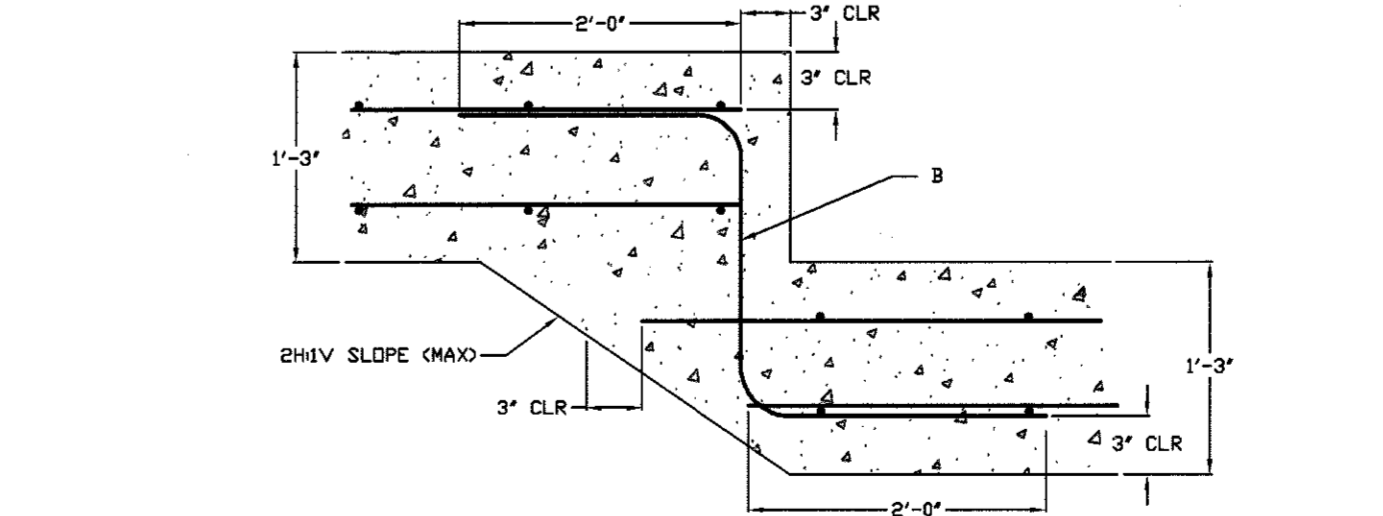 3" CLR
2'-0"
3" CLR
1'-3"
B
2H:1V SLOPE (MAX)
1'-3"
3" CLR
3" CLR
2'-0"